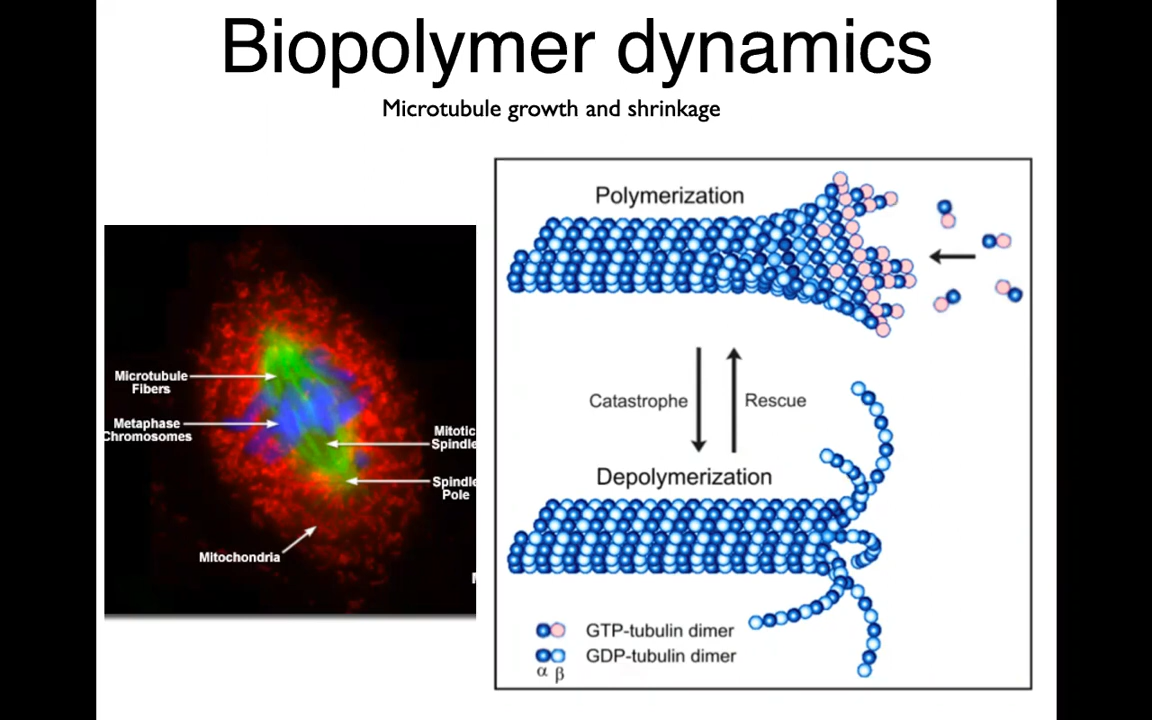 Biopolymer dynamics
Microtubule growth and shrinkage
Microtubule
Fibers
Metaphase
Chromosomes
Mitotic
Spindle
Spindle
Pole
Mitochondria
Polymerization
Catastrophe
Rescue
Depolymerization
GTP-tubulin dimer
GDP-tubulin dimer
α β